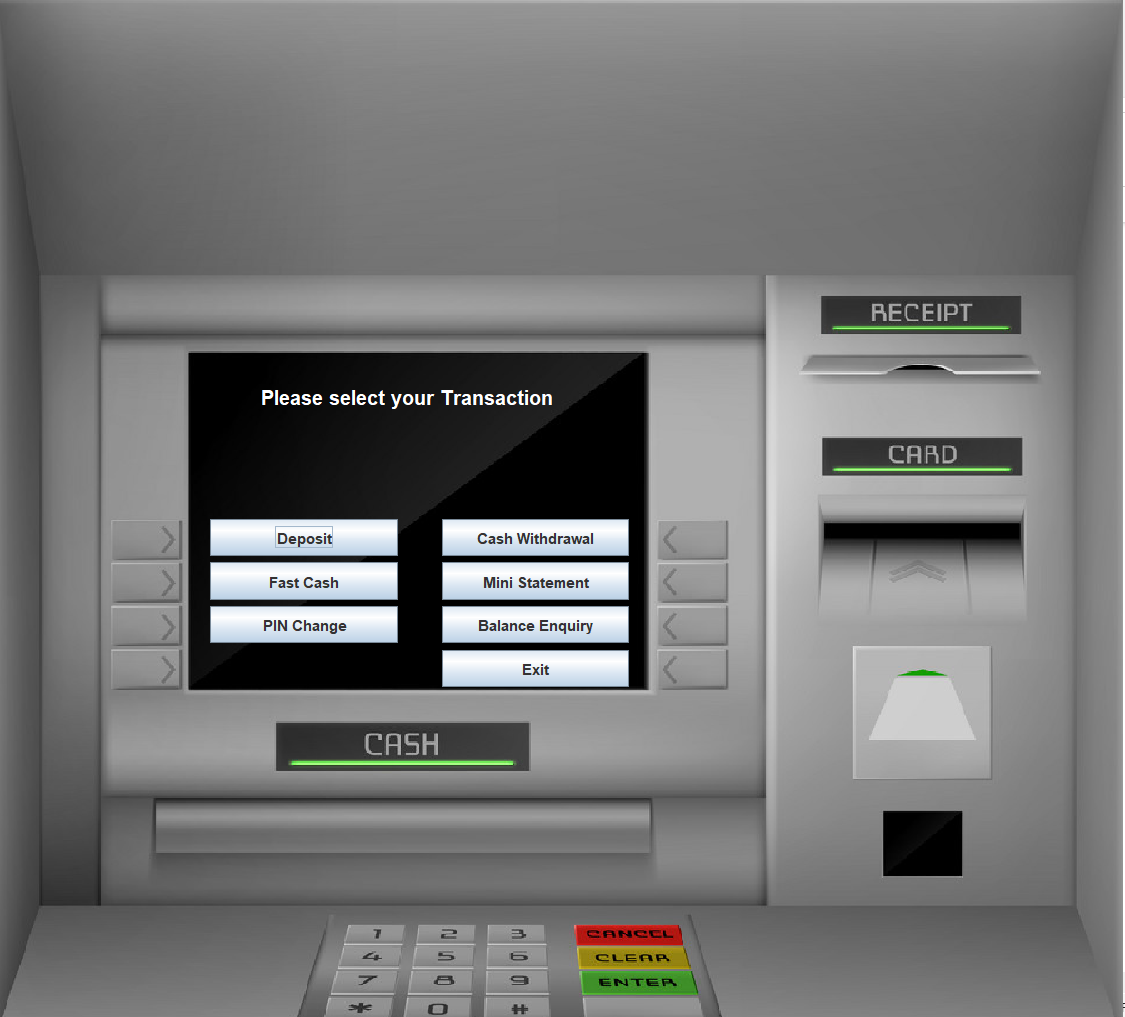 RECEIPT
Please select your Transaction
CARD
Deposit
Cash Withdrawal
Fast Cash
Mini Statement
PIN Change
Balance Enquiry
Exit
CASH
1 2 3 CANCEL
4 5 6 CLEAR
7 8 9 ENTER
* 0 #